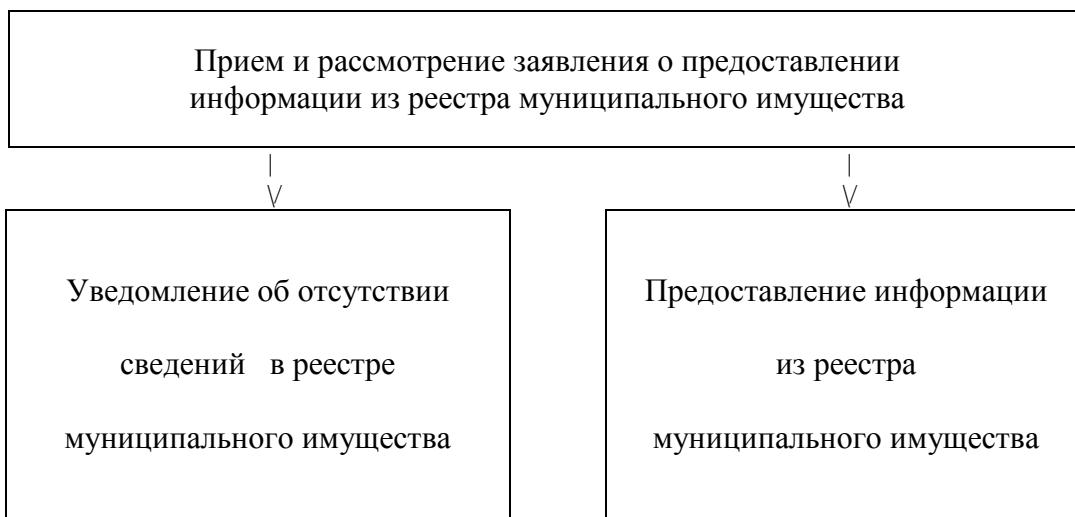 Прием и рассмотрение заявления о предоставлении
информации из реестра муниципального имущества
Уведомление об отсутствии
сведений в реестре
муниципального имущества
Предоставление информации
из реестра
муниципального имущества